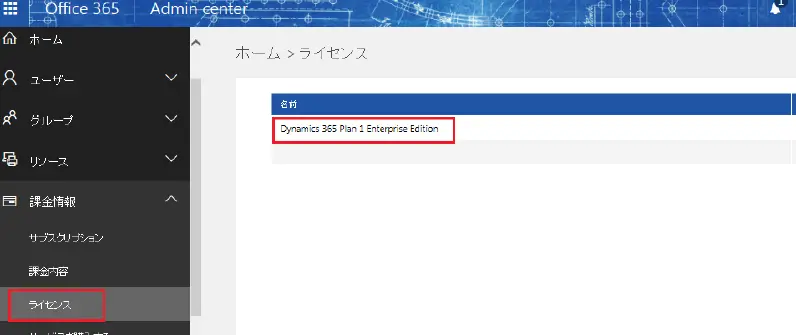 Office 365 Admin center
1
ホーム
ホーム > ライセンス
ユーザー
名前
Dynamics 365 Plan 1 Enterprise Edition
グループ
リソース
課金情報
サブスクリプション
課金内容
ライセンス